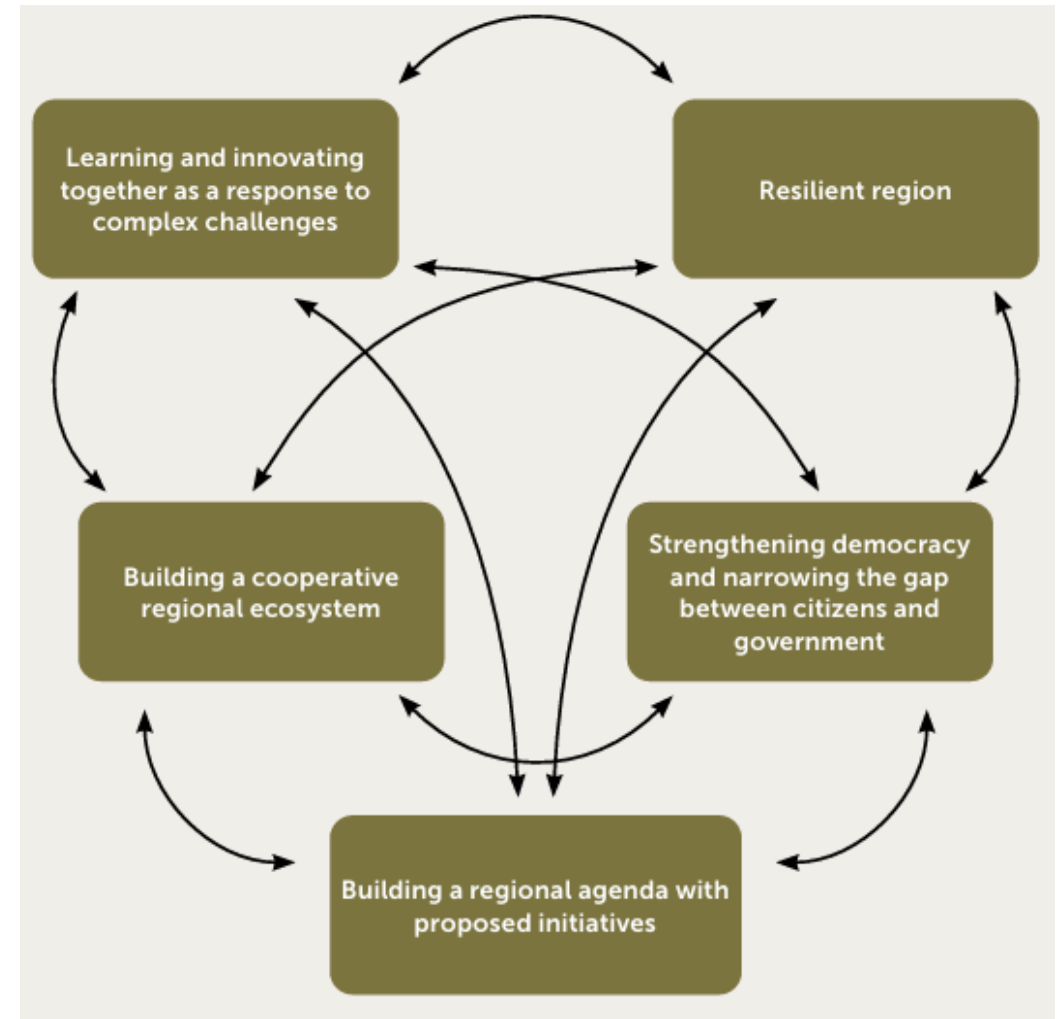 Learning and innovating
together as a response to
complex challenges
Resilient region
Building a cooperative
regional ecosystem
Strengthening democracy
and narrowing the gap
between citizens and
government
Building a regional agenda with
proposed initiatives